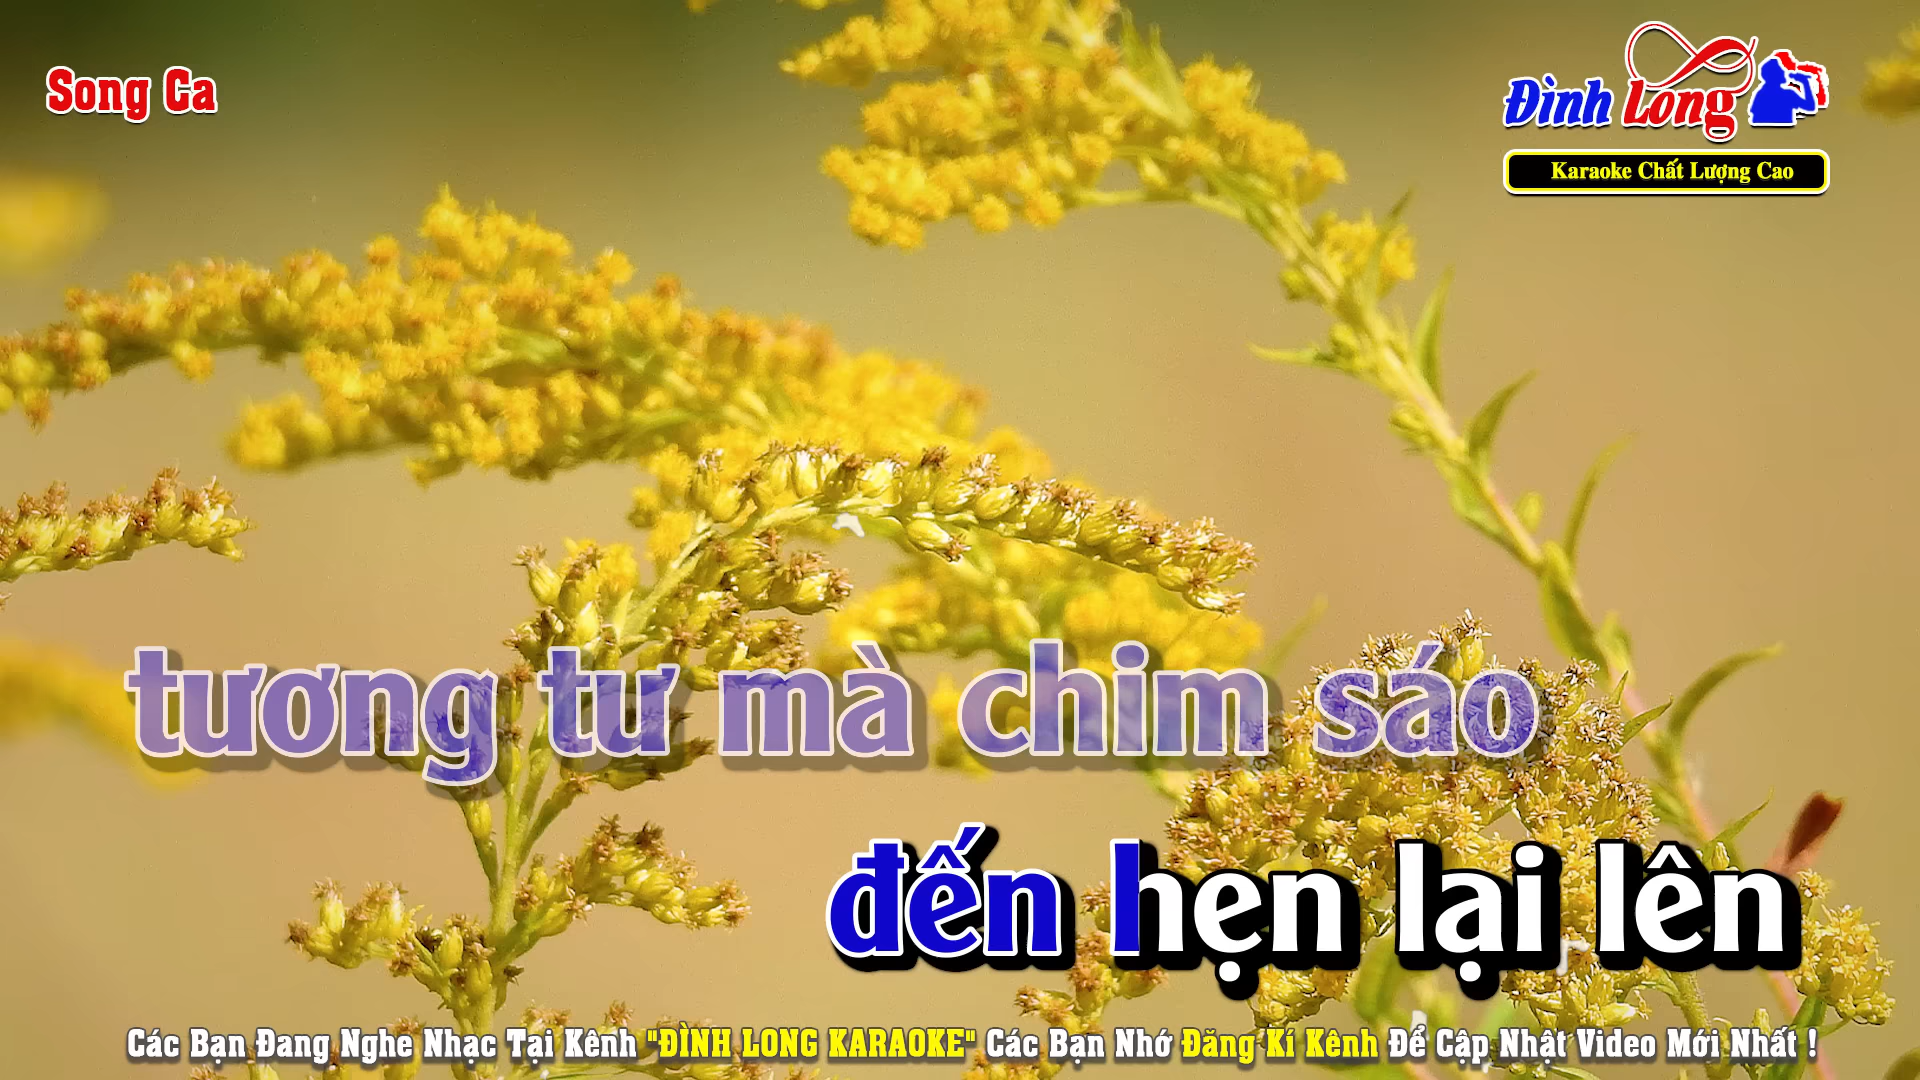 Song Ca
Đình Long
Karaoke Chất Lượng Cao
tương tư mà chim sáo
đến hẹn lại lên
Các Bạn Đang Nghe Nhạc Tại Kênh "ĐÌNH LONG KARAOKE" Các Bạn Nhớ Đăng Kí Kênh Để Cập Nhật Video Mới Nhất !